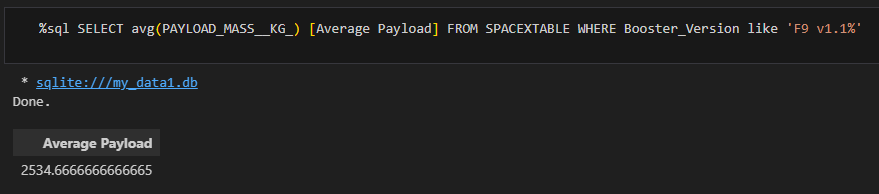 %sql SELECT avg(PAYLOAD_MASS__KG_) [Average Payload] FROM SPACEXTABLE WHERE Booster_Version like 'F9 v1.1%'
* sqlite:///my_data1.db
Done.
Average Payload
2534.6666666666665